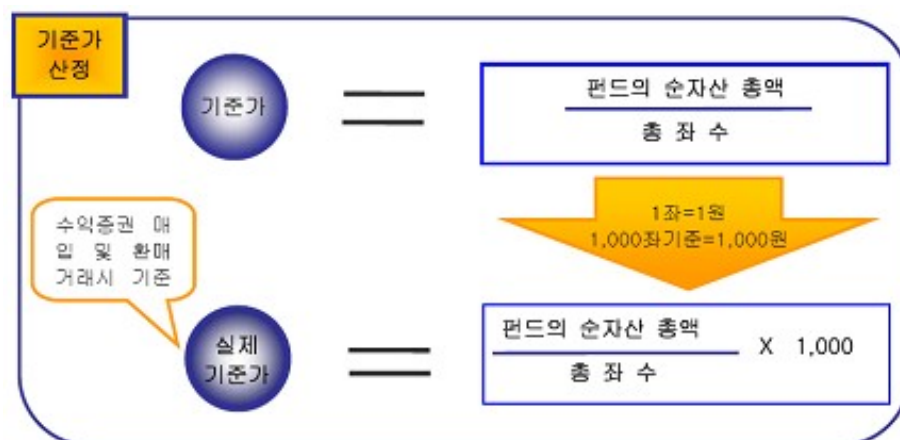 기준가
산정
기준가
펀드의 순자산 총액
총 좌 수
1좌=1원
1,000좌기준=1,000원
수익증권 매
입 및 환매
거래시 기준
실제
기준가
펀드의 순자산 총액
총 좌 수
X 1,000